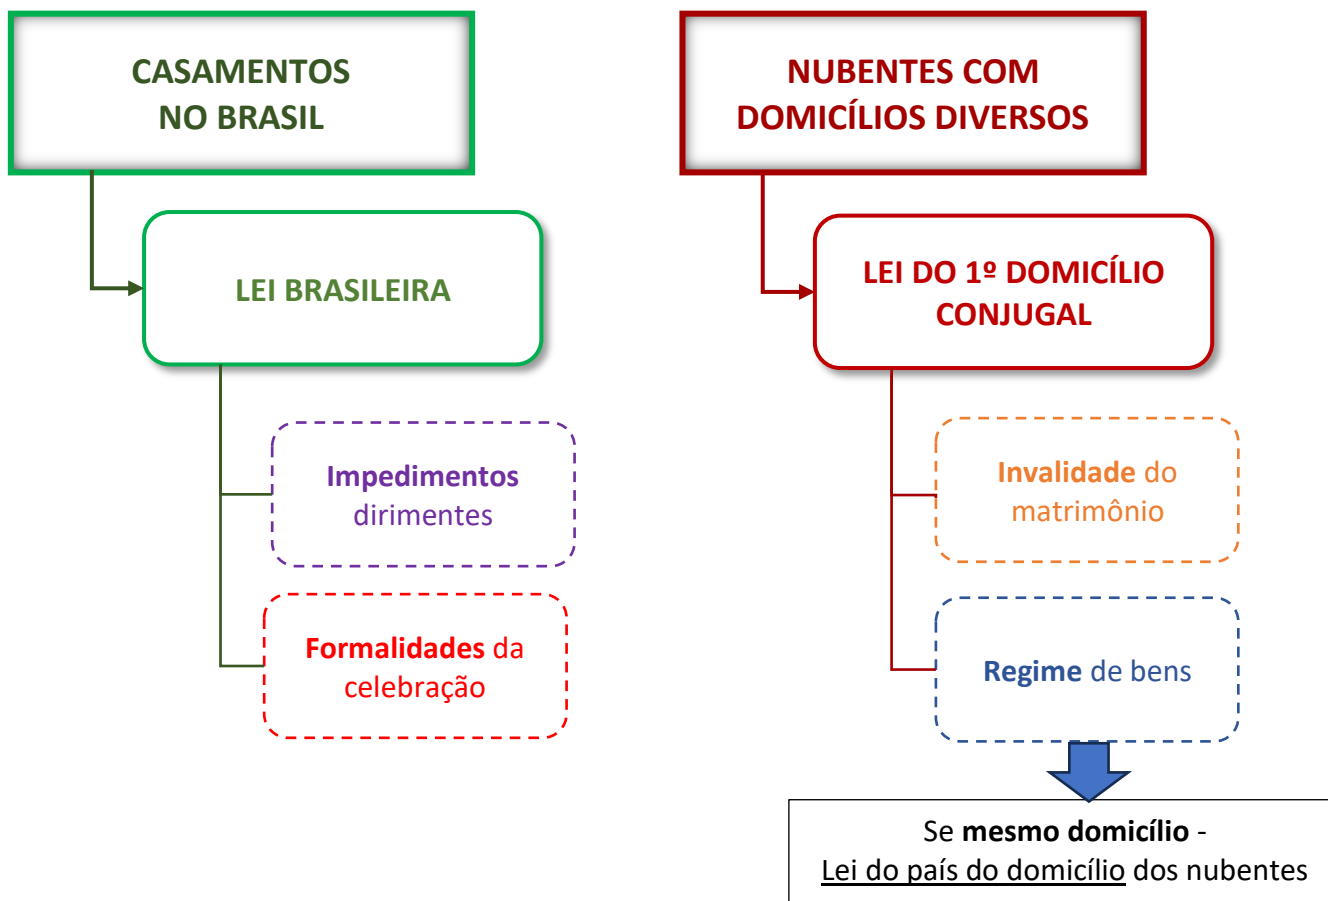 CASAMENTOS
NO BRASIL
LEI BRASILEIRA
Impedimentos
dirimentes
Formalidades da
celebração
NUBENTES COM
DOMICÍLIOS DIVERSOS
LEI DO 1º DOMICÍLIO
CONJUGAL
Invalidade do
matrimônio
Regime de bens
Se mesmo domicílio -
Lei do país do domicílio dos nubentes